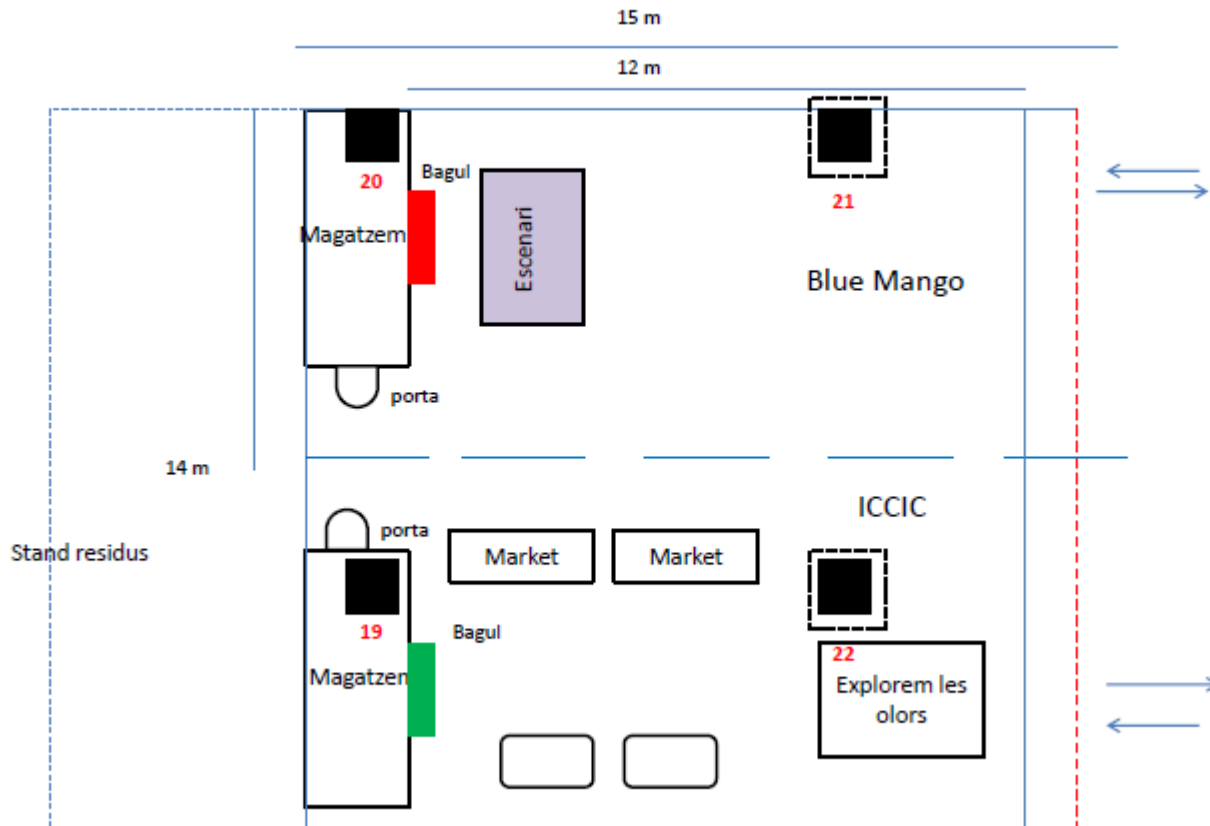 15 m
12 m
Bagul
20
21
Magatzem
Escenari
Blue Mango
porta
14 m
ICCIC
porta
Stand residus
Market
Market
19
Bagul
22
Magatzen
Explorem les
olors